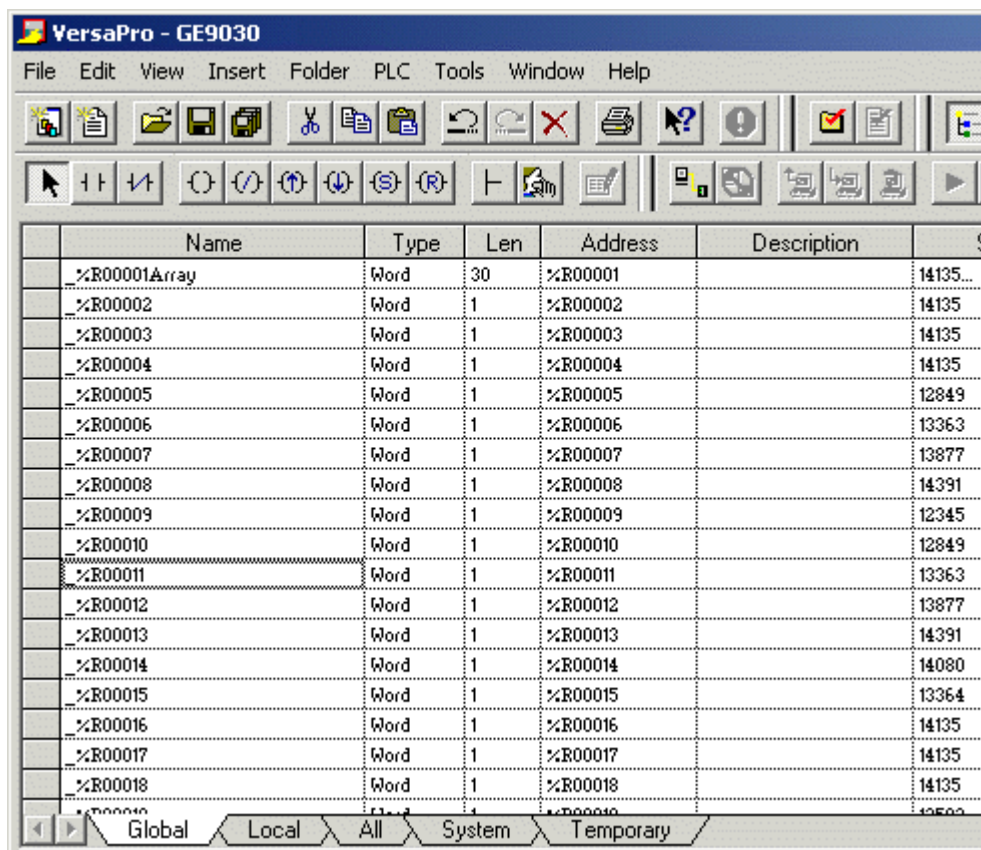 VersaPro - GE9030
File Edit View Insert Folder PLC Tools Window Help
Name Type Len Address Description
_%R00001Array Word 30 %R00001 14135...
_%R00002 Word 1 %R00002 14135
_%R00003 Word 1 %R00003 14135
_%R00004 Word 1 %R00004 14135
_%R00005 Word 1 %R00005 12849
_%R00006 Word 1 %R00006 13363
_%R00007 Word 1 %R00007 13877
_%R00008 Word 1 %R00008 14391
_%R00009 Word 1 %R00009 12345
_%R00010 Word 1 %R00010 12849
_%R00011 Word 1 %R00011 13363
_%R00012 Word 1 %R00012 13877
_%R00013 Word 1 %R00013 14391
_%R00014 Word 1 %R00014 14080
_%R00015 Word 1 %R00015 13364
_%R00016 Word 1 %R00016 14135
_%R00017 Word 1 %R00017 14135
_%R00018 Word 1 %R00018 14135
Global Local All System Temporary